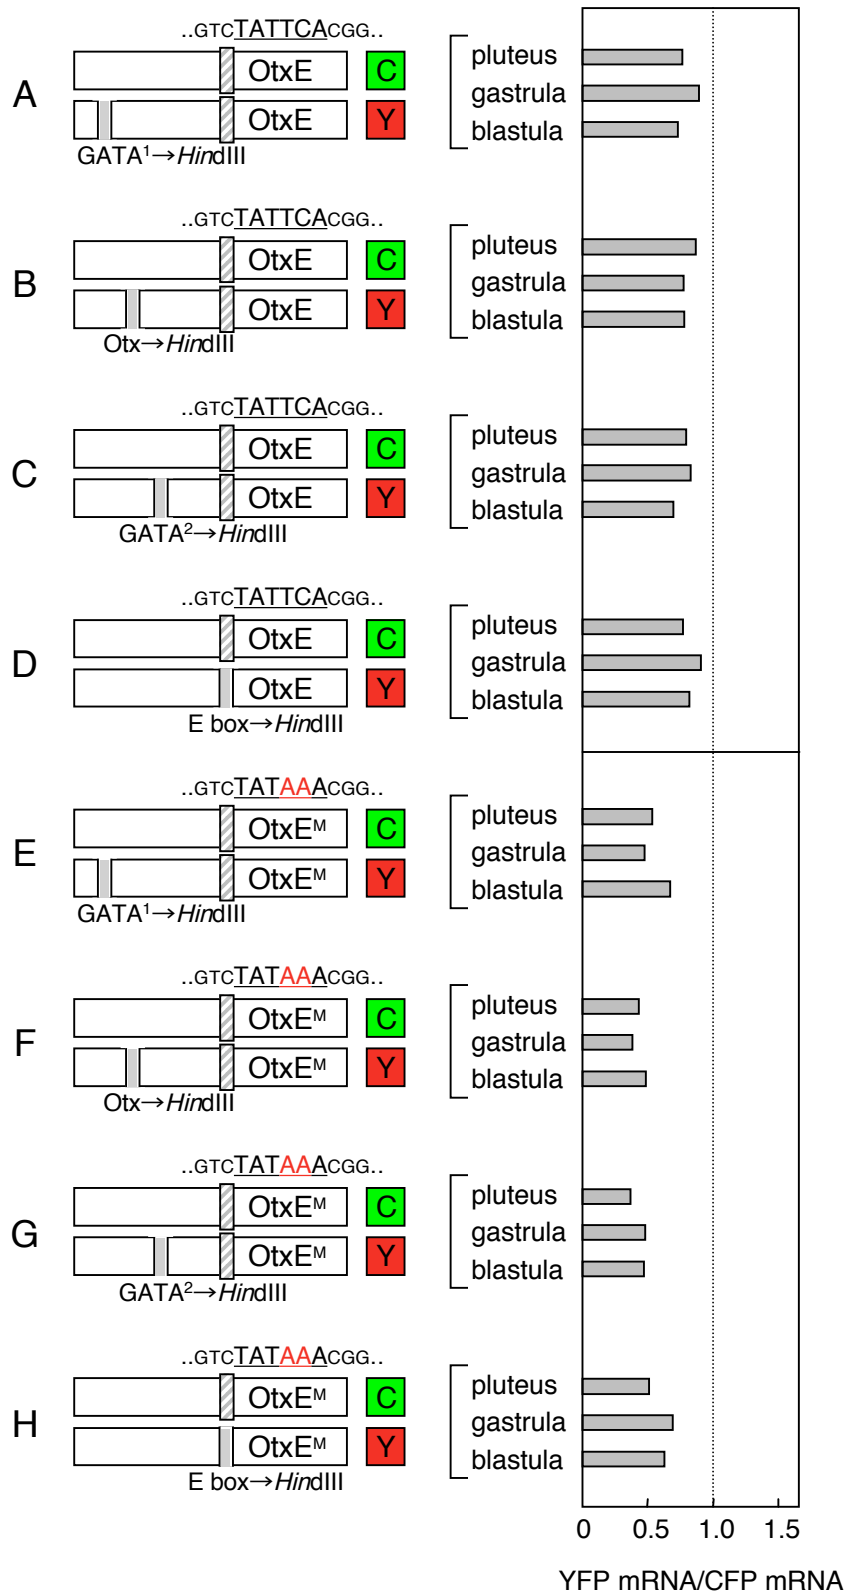 ..GTCTATTCACGG..
A
OtxE C
OtxE Y
GATA¹→HindIII
pluteus
gastrula
blastula
..GTCTATTCACGG..
B
OtxE C
OtxE Y
Otx→HindIII
pluteus
gastrula
blastula
..GTCTATTCACGG..
C
OtxE C
OtxE Y
GATA²→HindIII
pluteus
gastrula
blastula
..GTCTATTCACGG..
D
OtxE C
OtxE Y
E box→HindIII
pluteus
gastrula
blastula
..GTCTATAAACGG..
E
OtxEᴹ C
OtxEᴹ Y
GATA¹→HindIII
pluteus
gastrula
blastula
..GTCTATAAACGG..
F
OtxEᴹ C
OtxEᴹ Y
Otx→HindIII
pluteus
gastrula
blastula
..GTCTATAAACGG..
G
OtxEᴹ C
OtxEᴹ Y
GATA²→HindIII
pluteus
gastrula
blastula
..GTCTATAAACGG..
H
OtxEᴹ C
OtxEᴹ Y
E box→HindIII
pluteus
gastrula
blastula
0 0.5 1.0 1.5
YFP mRNA/CFP mRNA